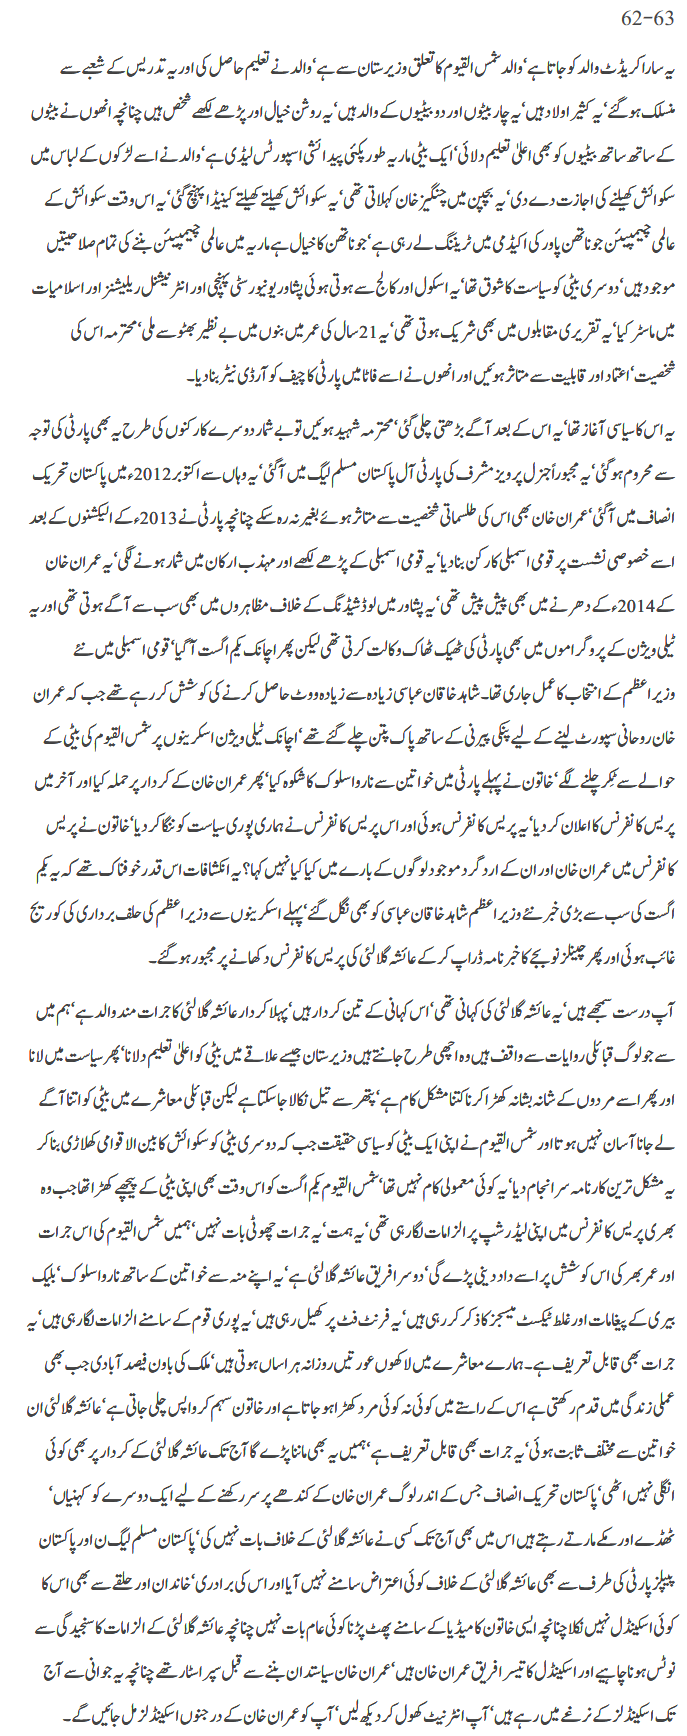 62-63
یہ سارا کریڈٹ والد کو جاتا ہے‘ والد شمس القیوم کا تعلق وزیرستان سے ہے‘ والد نے تعلیم حاصل کی اور یہ تدریس کے شعبے سے
منسلک ہو گئے‘ یہ کثیر اولاد ہیں‘ یہ چار بیٹوں اور دو بیٹیوں کے والد ہیں‘ یہ روشن خیال اور پڑھے لکھے شخص ہیں چنانچہ انھوں نے بیٹوں
کے ساتھ ساتھ بیٹیوں کو بھی اعلیٰ تعلیم دلائی‘ ایک بیٹی ماریہ طور پکئی پیدائشی اسپورٹس لیڈی ہے‘ والد نے اسے لڑکوں کے لباس میں
سکوائش کھیلنے کی اجازت دے دی‘ یہ بچپن میں چنگیز خان کہلاتی تھی‘ یہ سکوائش کھیلتے کھیلتے کینیڈا پہنچ گئی‘ یہ اس وقت سکوائش کے
عالمی چیمپیئن جوناتھن پاور کی اکیڈمی میں ٹریننگ لے رہی ہے‘ جوناتھن کا خیال ہے ماریہ میں عالمی چیمپیئن بننے کی تمام صلاحیتیں
موجود ہیں‘ دوسری بیٹی کو سیاست کا شوق تھا‘ یہ اسکول اور کالج سے ہوتی ہوئی پشاور یونیورسٹی پہنچی اور انٹرنیشنل ریلیشنز اور اسلامیات
میں ماسٹر کیا‘ یہ تقریری مقابلوں میں بھی شریک ہوتی تھی‘ یہ 21 سال کی عمر میں بنوں میں بے نظیر بھٹو سے ملی‘ محترمہ اس کی
شخصیت‘ اعتماد اور قابلیت سے متاثر ہوئیں اور انھوں نے اسے فاٹا میں پارٹی کا چیف کوآرڈی نیٹر بنا دیا۔
یہ اس کا سیاسی آغاز تھا‘ یہ اس کے بعد آگے بڑھتی چلی گئی‘ محترمہ شہید ہوئیں تو بے شمار دوسرے کارکنوں کی طرح یہ بھی پارٹی کی توجہ
سے محروم ہو گئی‘ یہ مجبوراً جنرل پرویز مشرف کی پارٹی آل پاکستان مسلم لیگ میں آ گئی‘ یہ وہاں سے اکتوبر 2012ء میں پاکستان تحریک
انصاف میں آ گئی‘ عمران خان بھی اس کی طلسماتی شخصیت سے متاثر ہوئے بغیر نہ رہ سکے چنانچہ پارٹی نے 2013ء کے الیکشنوں کے بعد
اسے خصوصی نشست پر قومی اسمبلی کا رکن بنا دیا‘ یہ قومی اسمبلی کے پڑھے لکھے اور مہذب ارکان میں شمار ہونے لگی‘ یہ عمران خان
کے 2014ء کے دھرنے میں بھی پیش پیش تھی‘ یہ پشاور میں لوڈ شیڈنگ کے خلاف مظاہروں میں بھی سب سے آگے ہوتی تھی اور یہ
ٹیلی ویژن کے پروگراموں میں بھی پارٹی کی ٹھیک ٹھاک وکالت کرتی تھی لیکن پھر اچانک یکم اگست آ گیا‘ قومی اسمبلی میں نئے
وزیراعظم کے انتخاب کا عمل جاری تھا۔ شاہد خاقان عباسی زیادہ سے زیادہ ووٹ حاصل کرنے کی کوشش کر رہے تھے جب کہ عمران
خان روحانی سپورٹ لینے کے لیے پنکی پیرنی کے ساتھ پاک پتن چلے گئے تھے‘ اچانک ٹیلی ویژن اسکرینوں پر شمس القیوم کی بیٹی کے
حوالے سے ٹکر چلنے لگے‘ خاتون نے پہلے پارٹی میں خواتین سے ناروا سلوک کا شکوہ کیا‘ پھر عمران خان کے کردار پر حملہ کیا اور آخر میں
پریس کانفرنس کا اعلان کر دیا‘ یہ پریس کانفرنس ہوئی اور اس پریس کانفرنس نے ہماری پوری سیاست کو ننگا کر دیا‘ خاتون نے پریس
کانفرنس میں عمران خان اور ان کے ارد گرد موجود لوگوں کے بارے میں کیا کیا نہیں کہا؟ یہ انکشافات اس قدر خوفناک تھے کہ یہ یکم
اگست کی سب سے بڑی خبر نئے وزیراعظم شاہد خاقان عباسی کو بھی نگل گئے‘ پہلے اسکرینوں سے وزیراعظم کی حلف برداری کی کوریج
غائب ہوئی اور پھر چینلز نو بجے کا خبرنامہ ڈراپ کر کے عائشہ گلالئی کی پریس کانفرنس دکھانے پر مجبور ہو گئے۔
آپ درست سمجھے ہیں‘ یہ عائشہ گلالئی کی کہانی تھی‘ اس کہانی کے تین کردار ہیں‘ پہلا کردار عائشہ گلالئی کا جرات مند والد ہے‘ ہم میں
سے جو لوگ قبائلی روایات سے واقف ہیں وہ اچھی طرح جانتے ہیں وزیرستان جیسے علاقے میں بیٹی کو اعلیٰ تعلیم دلانا‘ پھر سیاست میں لانا
اور پھر اسے مردوں کے شانہ بشانہ کھڑا کرنا کتنا مشکل کام ہے‘ پتھر سے تیل نکالا جا سکتا ہے لیکن قبائلی معاشرے میں بیٹی کو اتنا آگے
لے جانا آسان نہیں ہوتا اور شمس القیوم نے اپنی ایک بیٹی کو سیاسی حقیقت جب کہ دوسری بیٹی کو سکوائش کا بین الاقوامی کھلاڑی بنا کر
یہ مشکل ترین کارنامہ سرانجام دیا‘ یہ کوئی معمولی کام نہیں تھا‘ شمس القیوم یکم اگست کو اس وقت بھی اپنی بیٹی کے پیچھے کھڑا تھا جب وہ
بھری پریس کانفرنس میں اپنی لیڈر شپ پر الزامات لگا رہی تھی‘ یہ ہمت‘ یہ جرات چھوٹی بات نہیں‘ ہمیں شمس القیوم کی اس جرات
اور عمر بھر کی اس کوشش پر اسے داد دینی پڑے گی‘ دوسرا فریق عائشہ گلالئی ہے‘ یہ اپنے منہ سے خواتین کے ساتھ ناروا سلوک‘ بلیک
بیری کے پیغامات اور غلط ٹیکسٹ میسجز کا ذکر کر رہی ہیں‘ یہ فرنٹ فٹ پر کھیل رہی ہیں‘ یہ پوری قوم کے سامنے الزامات لگا رہی ہیں‘ یہ
جرات بھی قابل تعریف ہے۔ ہمارے معاشرے میں لاکھوں عورتیں روزانہ ہراساں ہوتی ہیں‘ ملک کی باون فیصد آبادی جب بھی
عملی زندگی میں قدم رکھتی ہے اس کے راستے میں کوئی نہ کوئی مرد کھڑا ہو جاتا ہے اور خاتون سہم کر واپس چلی جاتی ہے‘ عائشہ گلالئی ان
خواتین سے مختلف ثابت ہوئی‘ یہ جرات بھی قابل تعریف ہے‘ ہمیں یہ بھی ماننا پڑے گا آج تک عائشہ گلالئی کے کردار پر بھی کوئی
انگلی نہیں اٹھی‘ پاکستان تحریک انصاف جس کے اندر لوگ عمران خان کے کندھے پر سر رکھنے کے لیے ایک دوسرے کو کہنیاں‘
ٹھڈے اور مکے مارتے رہتے ہیں اس میں بھی آج تک کسی نے عائشہ گلالئی کے خلاف بات نہیں کی‘ پاکستان مسلم لیگ ن اور پاکستان
پیپلز پارٹی کی طرف سے بھی عائشہ گلالئی کے خلاف کوئی اعتراض سامنے نہیں آیا اور اس کی برادری‘ خاندان اور حلقے سے بھی اس کا
کوئی اسکینڈل نہیں نکلا چنانچہ ایسی خاتون کا میڈیا کے سامنے پھٹ پڑنا کوئی عام بات نہیں چنانچہ عائشہ گلالئی کے الزامات کا سنجیدگی سے
نوٹس ہونا چاہیے اور اسکینڈل کا تیسرا فریق عمران خان ہیں‘ عمران خان سیاستدان بننے سے قبل سپر اسٹار تھے چنانچہ یہ جوانی سے آج
تک اسکینڈلز کے نرغے میں رہے ہیں‘ آپ انٹرنیٹ کھول کر دیکھ لیں‘ آپ کو عمران خان کے درجنوں اسکینڈلز مل جائیں گے۔